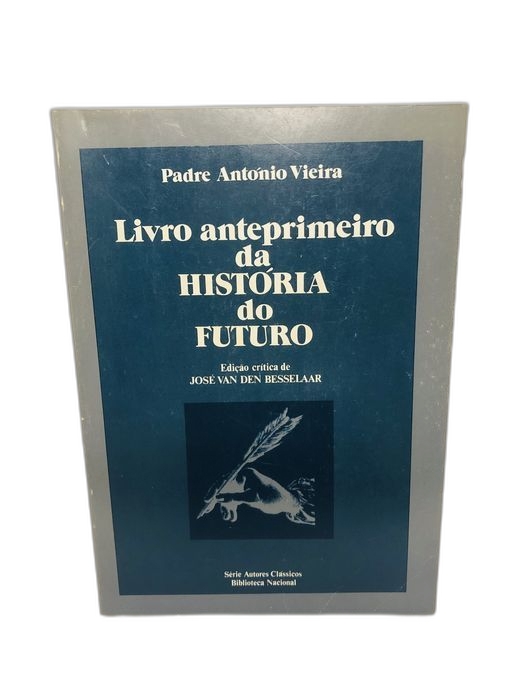 Padre António Vieira
Livro anteprimeiro
da
HISTÓRIA
do
FUTURO
Edição crítica de
JOSÉ VAN DEN BESSELAAR
Série Autores Clássicos
Biblioteca Nacional